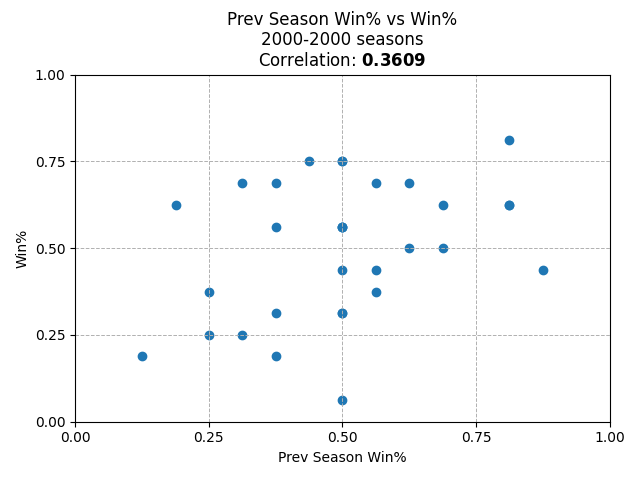 Prev Season Win% vs Win%
2000-2000 seasons
Correlation: 0.3609
1.00
0.75
0.50
0.25
0.00
Win%
0.00 0.25 0.50 0.75 1.00
Prev Season Win%